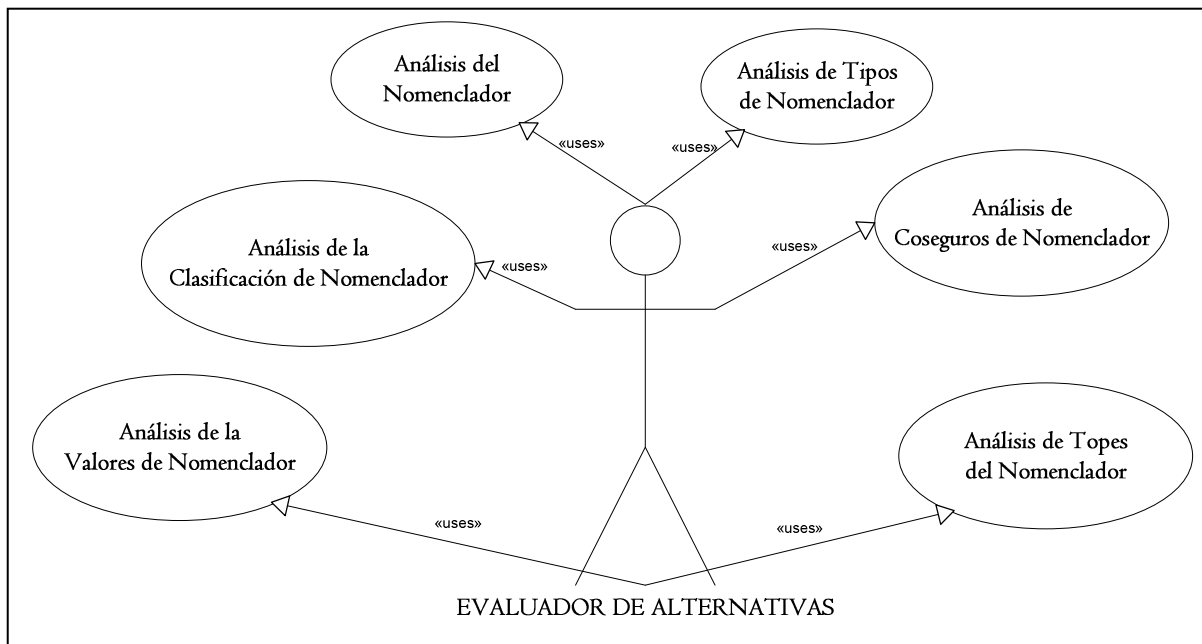 Análisis del
Nomenclador
Análisis de Tipos
de Nomenclador
«uses»
«uses»
Análisis de
Coseguros de Nomenclador
Análisis de la
Clasificación de Nomenclador
«uses»
«uses»
Análisis de la
Valores de Nomenclador
Análisis de Topes
del Nomenclador
«uses»
«uses»
EVALUADOR DE ALTERNATIVAS